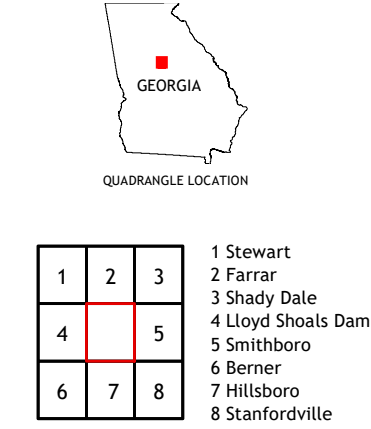 GEORGIA
QUADRANGLE LOCATION
1 2 3
4 5
6 7 8
1 Stewart
2 Farrar
3 Shady Dale
4 Lloyd Shoals Dam
5 Smithboro
6 Berner
7 Hillsboro
8 Stanfordville